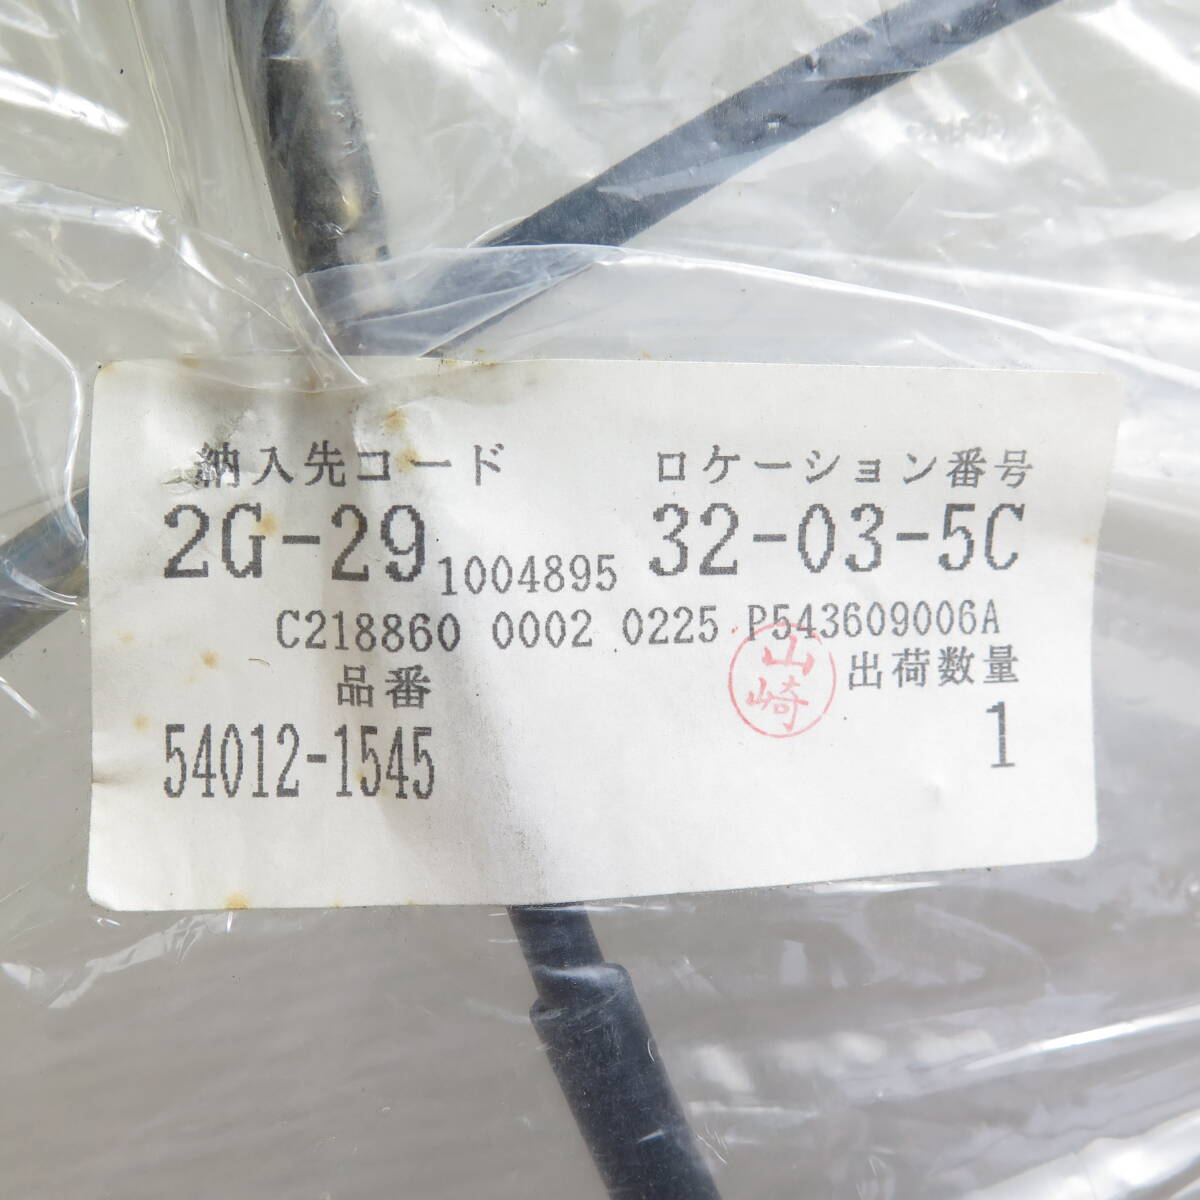 納入先コード ロケーション番号
2G-29 1004895 32-03-5C
C218860 0002 0225 P543609006A
品番 山崎 出荷数量
54012-1545 1